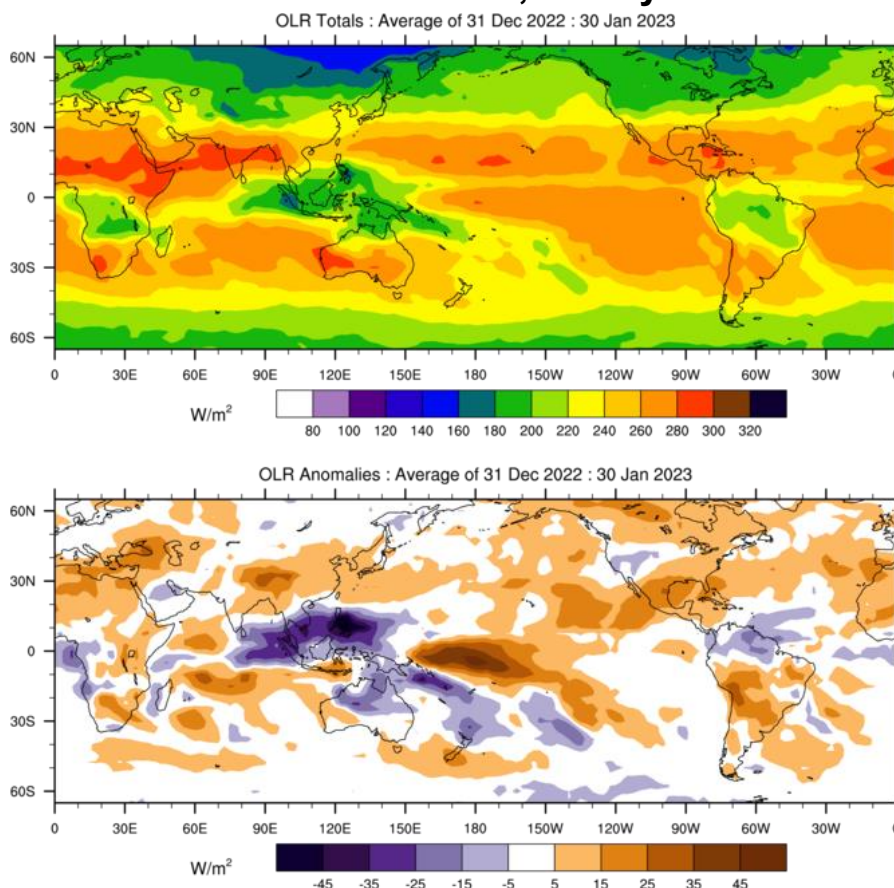 OLR Totals : Average of 31 Dec 2022 : 30 Jan 2023
60N
30N
0
30S
60S
0 30E 60E 90E 120E 150E 180 150W 120W 90W 60W 30W
W/m²
80 100 120 140 160 180 200 220 240 260 280 300 320
OLR Anomalies : Average of 31 Dec 2022 : 30 Jan 2023
60N
30N
0
30S
60S
0 30E 60E 90E 120E 150E 180 150W 120W 90W 60W 30W
W/m²
-45 -35 -25 -15 -5 5 15 25 35 45